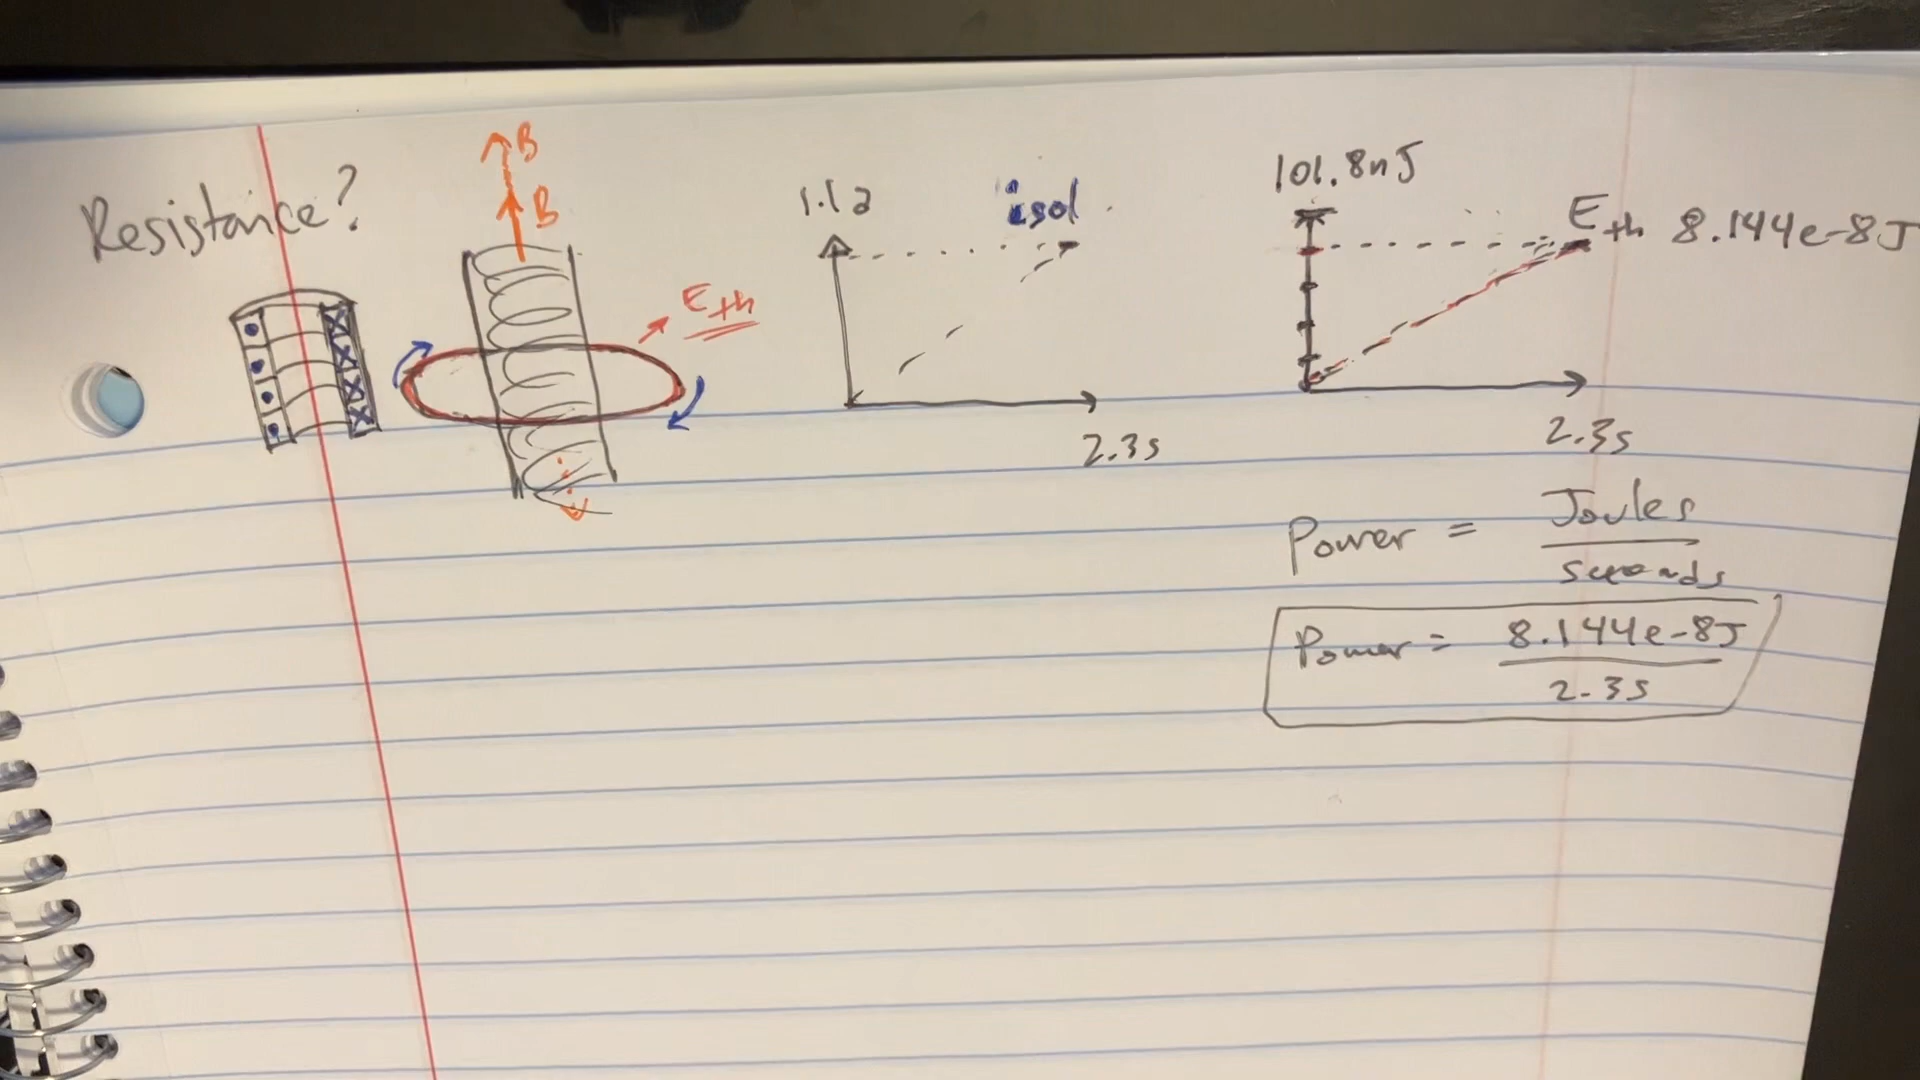 Resistance?
B
B
Eth
1.1a
isol
2.3s
101.8nJ
Eth 8.144e-8J
2.3s
Power = Joules
seconds
Power = 8.144e-8J
2.3s